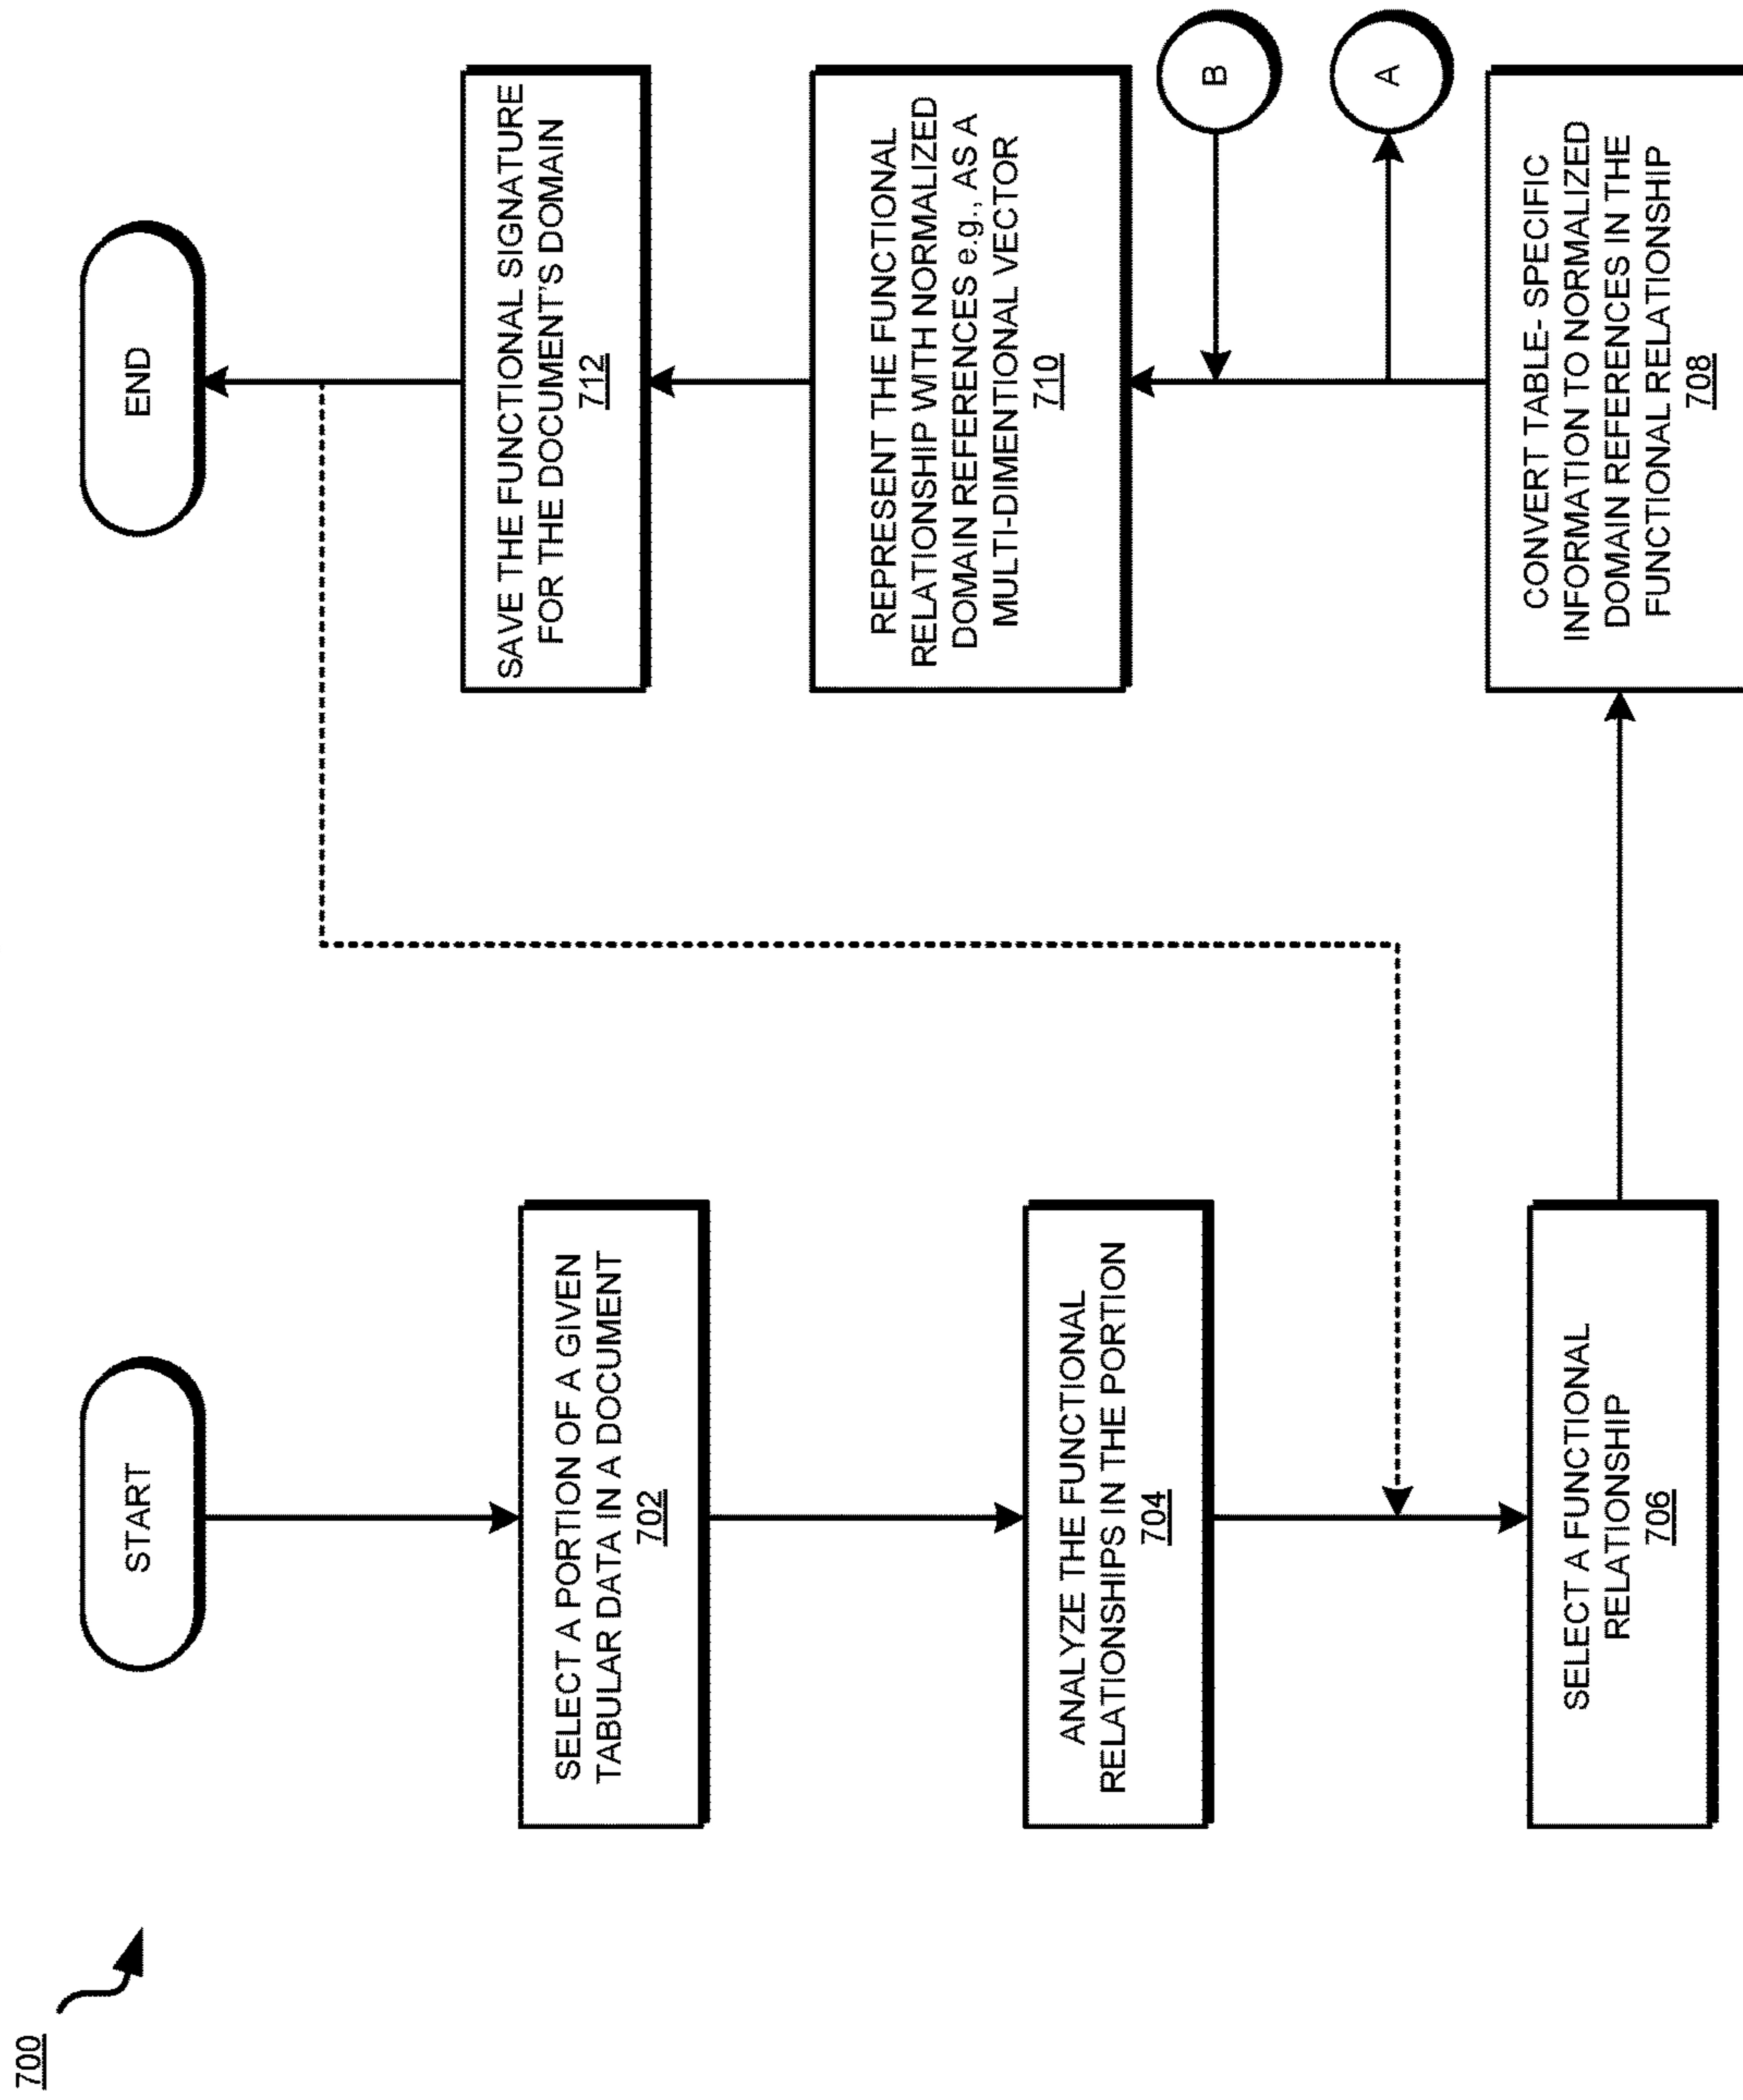 700
START
SELECT A PORTION OF A GIVEN
TABULAR DATA IN A DOCUMENT
702
ANALYZE THE FUNCTIONAL
RELATIONSHIPS IN THE PORTION
704
SELECT A FUNCTIONAL
RELATIONSHIP
706
END
SAVE THE FUNCTIONAL SIGNATURE
FOR THE DOCUMENT'S DOMAIN
712
REPRESENT THE FUNCTIONAL
RELATIONSHIP WITH NORMALIZED
DOMAIN REFERENCES e.g., AS A
MULTI-DIMENTIONAL VECTOR
710
B
A
CONVERT TABLE- SPECIFIC
INFORMATION TO NORMALIZED
DOMAIN REFERENCES IN THE
FUNCTIONAL RELATIONSHIP
708